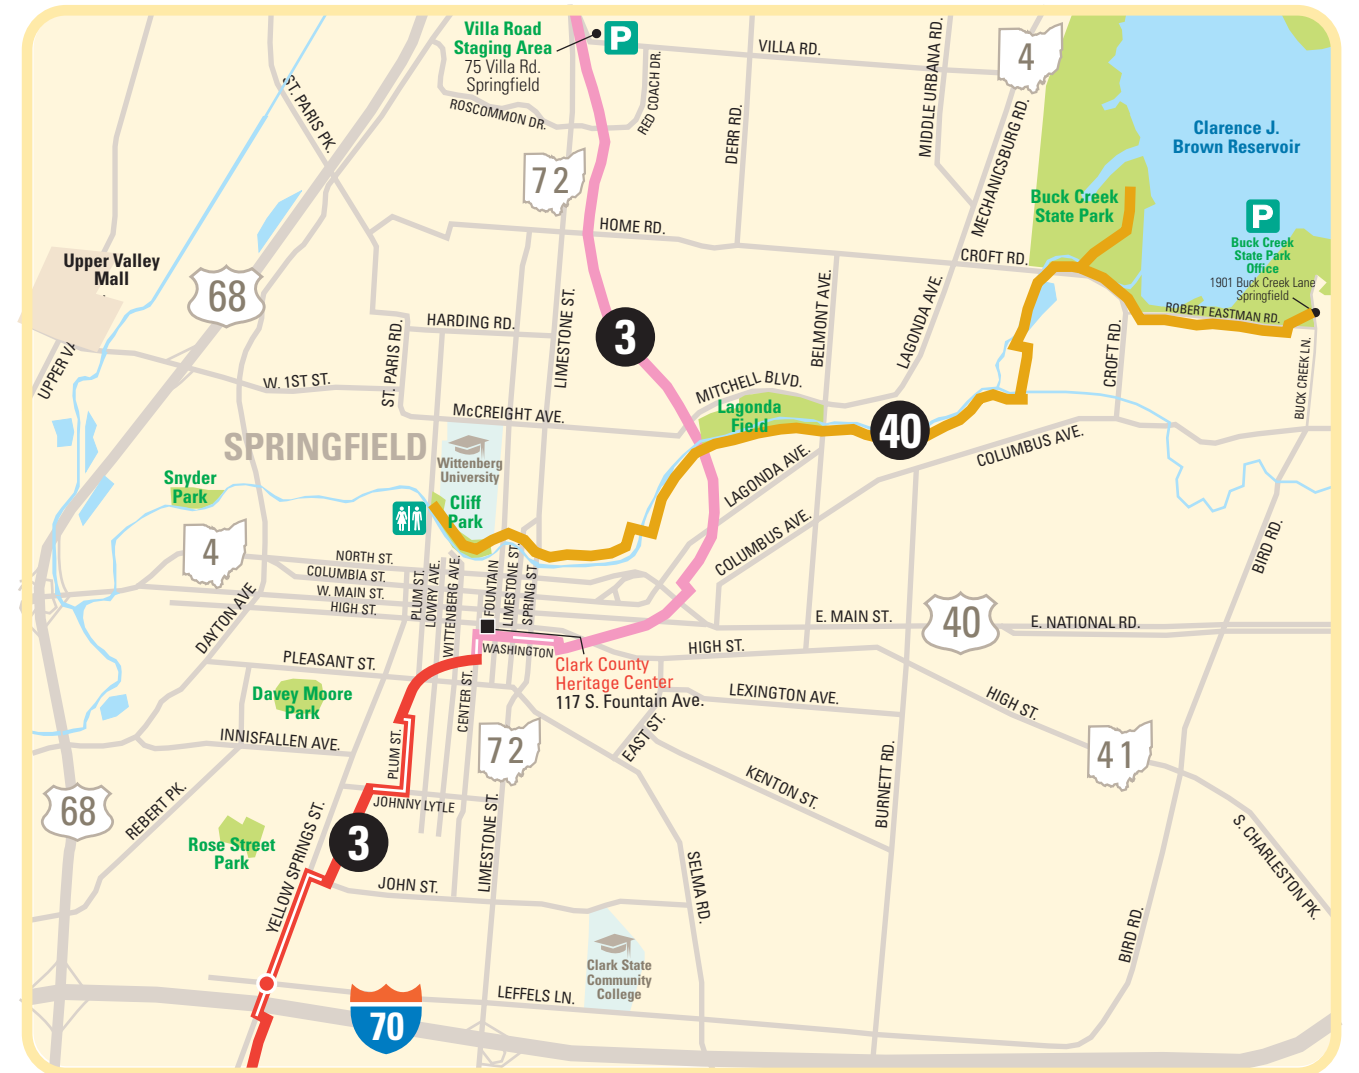 Villa Road
Staging Area
75 Villa Rd.
Springfield
P
VILLA RD.
MIDDLE URBANA RD.
4
ST. PARIS PK.
ROSCOMMON DR.
RED COACH DR.
DERR RD.
MECHANICSBURG RD.
Clarence J.
Brown Reservoir
72
Buck Creek
State Park
P
Buck Creek
State Park
Office
1901 Buck Creek Lane
Springfield
HOME RD.
CROFT RD.
Upper Valley
Mall
68
ROBERT EASTMAN RD.
HARDING RD.
LIMESTONE ST.
3
BELMONT AVE.
LAGONDA AVE.
CROFT RD.
BUCK CREEK LN.
UPPER VA
ST. PARIS RD.
W. 1ST ST.
MITCHELL BLVD.
McCREIGHT AVE.
Lagonda
Field
40
COLUMBUS AVE.
SPRINGFIELD
Wittenberg
University
LAGONDA AVE.
Snyder
Park
Cliff
Park
COLUMBUS AVE.
BIRD RD.
4
NORTH ST.
COLUMBIA ST.
W. MAIN ST.
HIGH ST.
PLUM ST.
LOWRY AVE.
WITTENBERG AVE.
FOUNTAIN
LIMESTONE ST.
SPRING ST.
DAYTON AVE
E. MAIN ST.
40
E. NATIONAL RD.
WASHINGTON
HIGH ST.
PLEASANT ST.
Clark County
Heritage Center
117 S. Fountain Ave.
Davey Moore
Park
CENTER ST.
LEXINGTON AVE.
HIGH ST.
INNISFALLEN AVE.
PLUM ST.
72
EAST ST.
41
KENTON ST.
BURNETT RD.
68
REBERT PK.
JOHNNY LYTLE
YELLOW SPRINGS ST.
3
Rose Street
Park
LIMESTONE ST.
S. CHARLESTON PK.
JOHN ST.
SELMA RD.
BIRD RD.
Clark State
Community
College
LEFFELS LN.
70